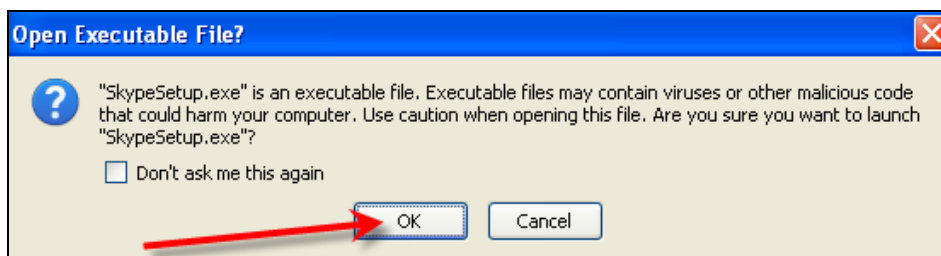 Open Executable File?
"SkypeSetup.exe" is an executable file. Executable files may contain viruses or other malicious code
that could harm your computer. Use caution when opening this file. Are you sure you want to launch
"SkypeSetup.exe"?
Don't ask me this again
OK Cancel